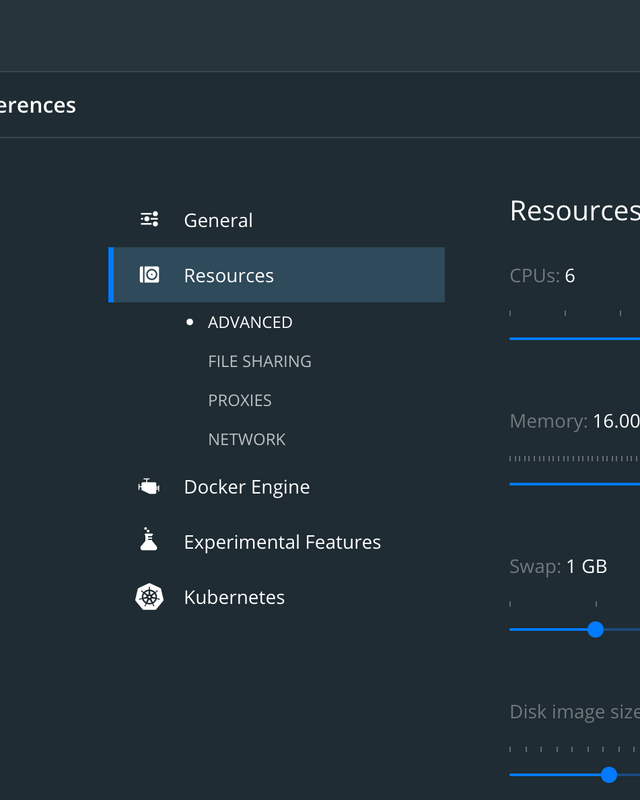 erences
General
Resources
ADVANCED
FILE SHARING
PROXIES
NETWORK
Docker Engine
Experimental Features
Kubernetes
Resources
CPUs: 6
Memory: 16.00
Swap: 1 GB
Disk image size